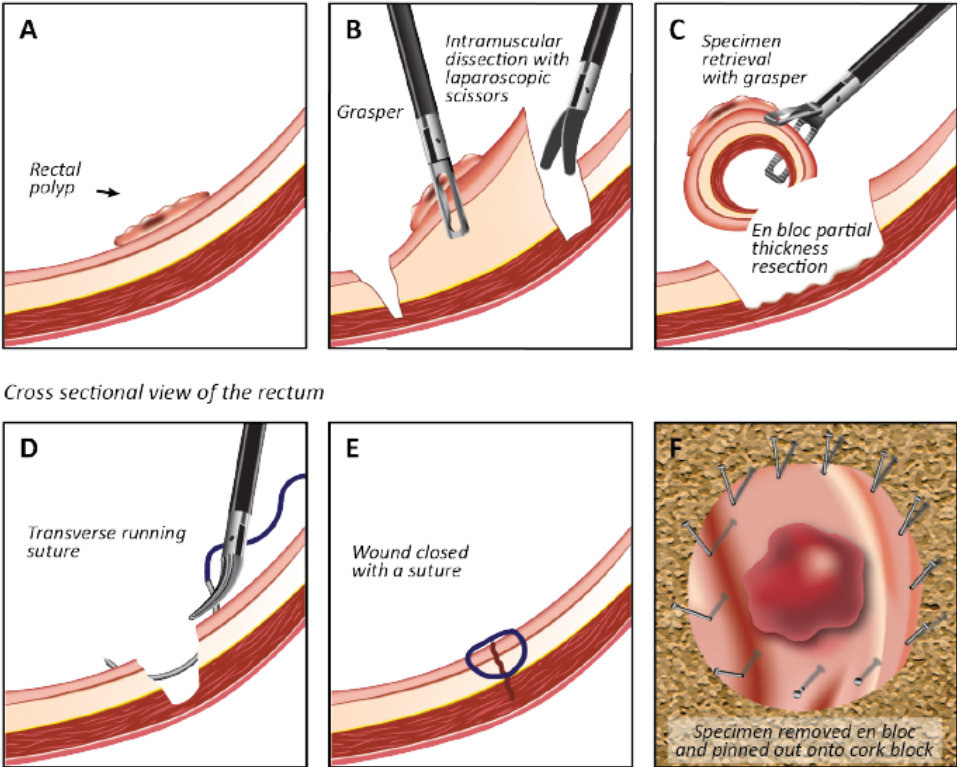 A
Rectal
polyp
B
Intramuscular
dissection with
laparoscopic
scissors
Grasper
C
Specimen
retrieval
with grasper
En bloc partial
thickness
resection
Cross sectional view of the rectum
D
Transverse running
suture
E
Wound closed
with a suture
F
Specimen removed en bloc
and pinned out onto cork block